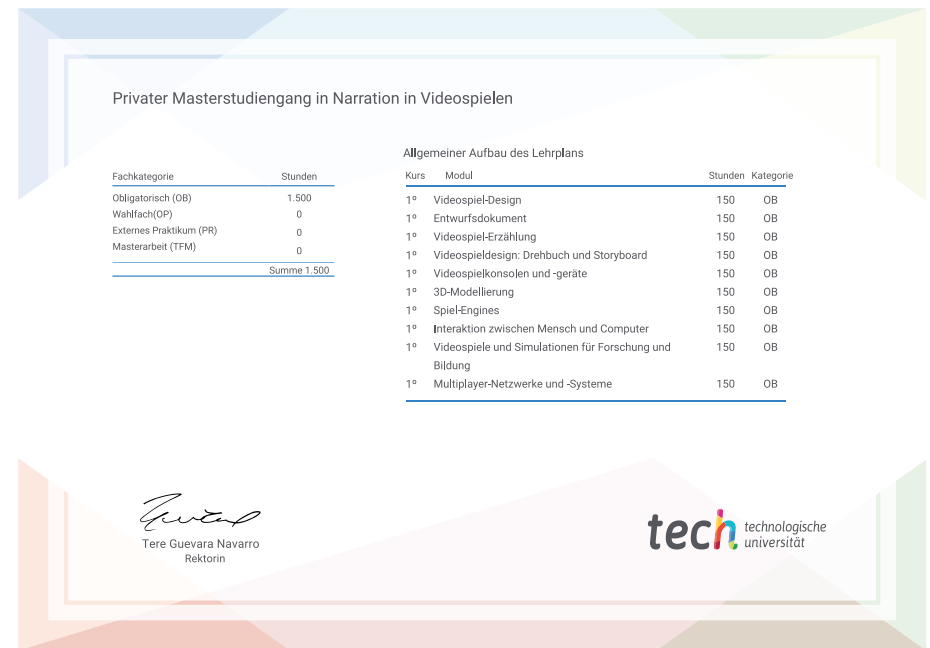 Privater Masterstudiengang in Narration in Videospielen
Fachkategorie Stunden
Obligatorisch (OB) 1.500
Wahlfach(OP) 0
Externes Praktikum (PR) 0
Masterarbeit (TFM) 0
Summe 1.500
Allgemeiner Aufbau des Lehrplans
Kurs Modul Stunden Kategorie
1º Videospiel-Design 150 OB
1º Entwurfsdokument 150 OB
1º Videospiel-Erzählung 150 OB
1º Videospieldesign: Drehbuch und Storyboard 150 OB
1º Videospielkonsolen und -geräte 150 OB
1º 3D-Modellierung 150 OB
1º Spiel-Engines 150 OB
1º Interaktion zwischen Mensch und Computer 150 OB
1º Videospiele und Simulationen für Forschung und 150 OB
Bildung
1º Multiplayer-Netzwerke und -Systeme 150 OB
Tere Guevara Navarro
Rektorin
tech technologische
universität